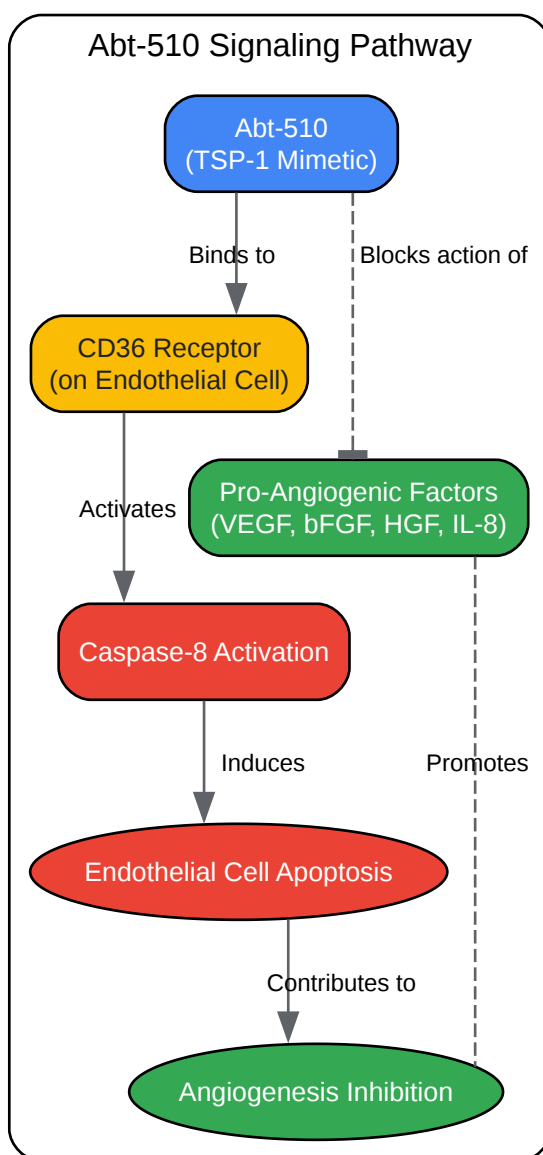 Abt-510 Signaling Pathway
Abt-510
(TSP-1 Mimetic)
Binds to
Blocks action of
CD36 Receptor
(on Endothelial Cell)
Pro-Angiogenic Factors
(VEGF, bFGF, HGF, IL-8)
Activates
Caspase-8 Activation
Induces
Promotes
Endothelial Cell Apoptosis
Contributes to
Angiogenesis Inhibition